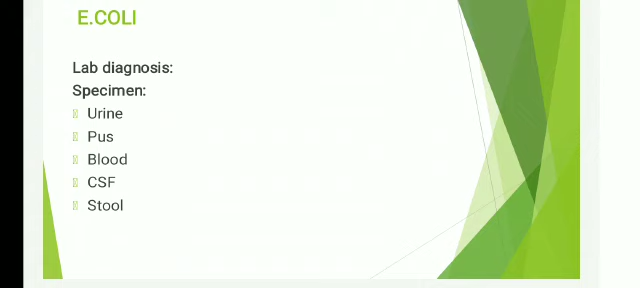 E.COLI
Lab diagnosis:
Specimen:
Urine
Pus
Blood
CSF
Stool